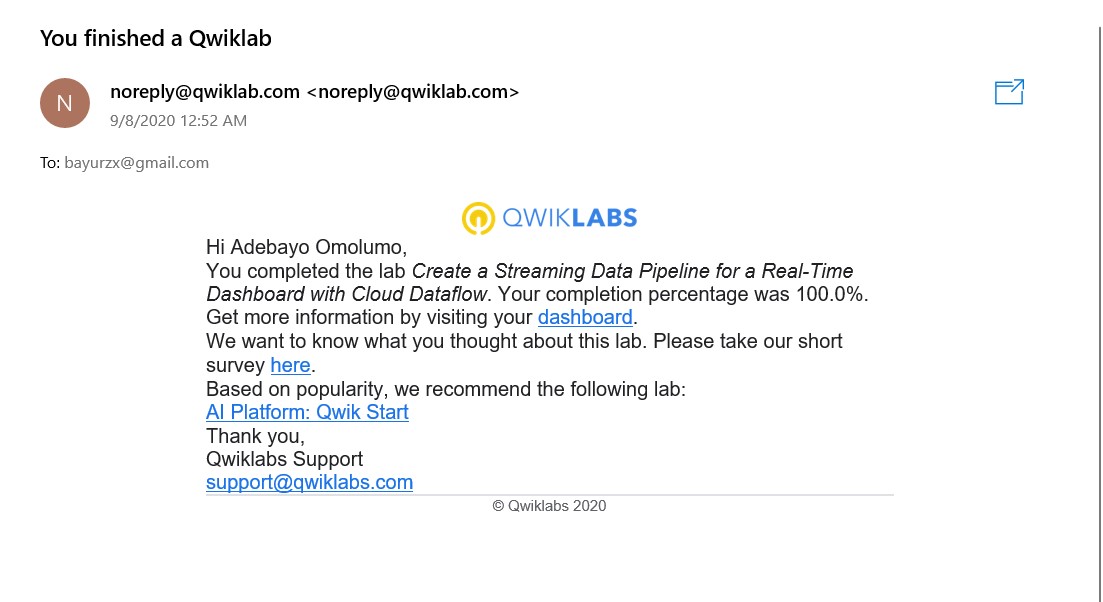 You finished a Qwiklab
N
noreply@qwiklab.com <noreply@qwiklab.com>
9/8/2020 12:52 AM
To: bayurzx@gmail.com
QWIKLABS
Hi Adebayo Omolumo,
You completed the lab Create a Streaming Data Pipeline for a Real-Time
Dashboard with Cloud Dataflow. Your completion percentage was 100.0%.
Get more information by visiting your dashboard.
We want to know what you thought about this lab. Please take our short
survey here.
Based on popularity, we recommend the following lab:
AI Platform: Qwik Start
Thank you,
Qwiklabs Support
support@qwiklabs.com
© Qwiklabs 2020